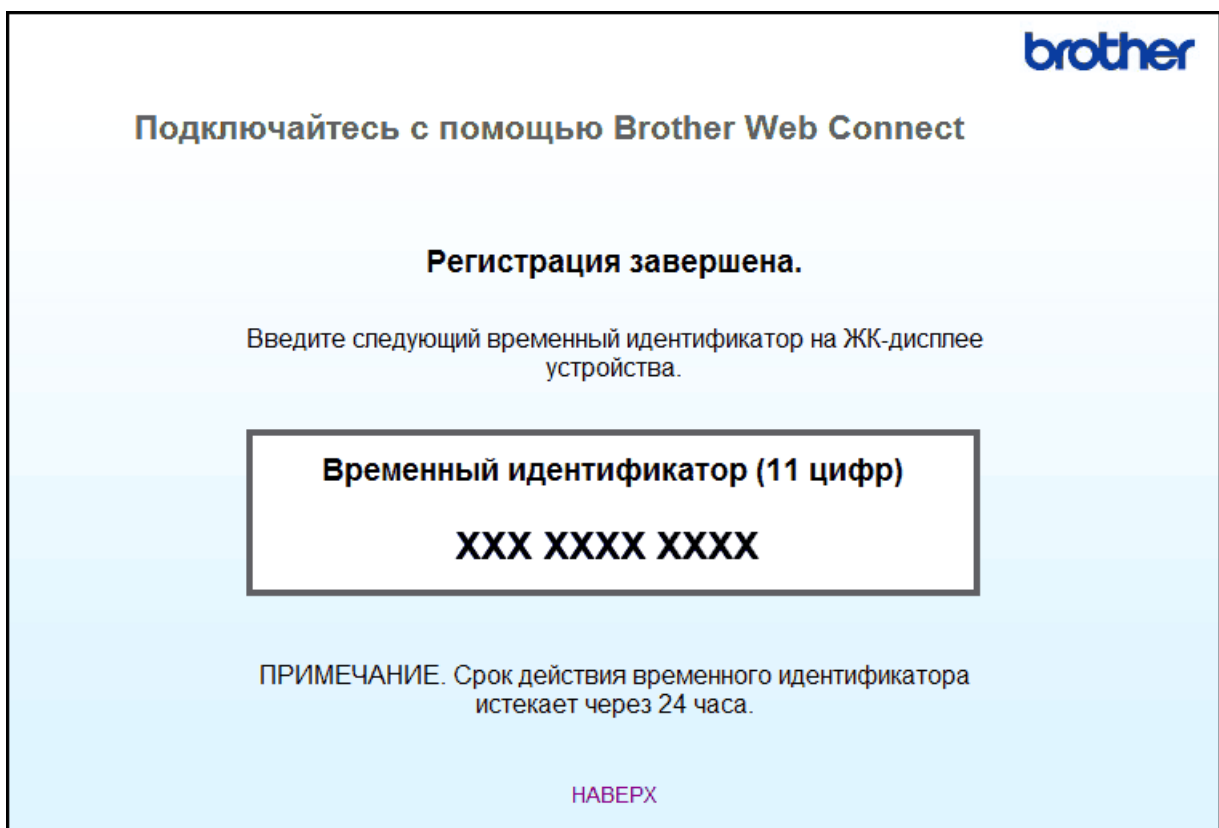 brother
Подключайтесь с помощью Brother Web Connect
Регистрация завершена.
Введите следующий временный идентификатор на ЖК-дисплее
устройства.
Временный идентификатор (11 цифр)
XXX XXXX XXXX
ПРИМЕЧАНИЕ. Срок действия временного идентификатора
истекает через 24 часа.
НАВЕРХ